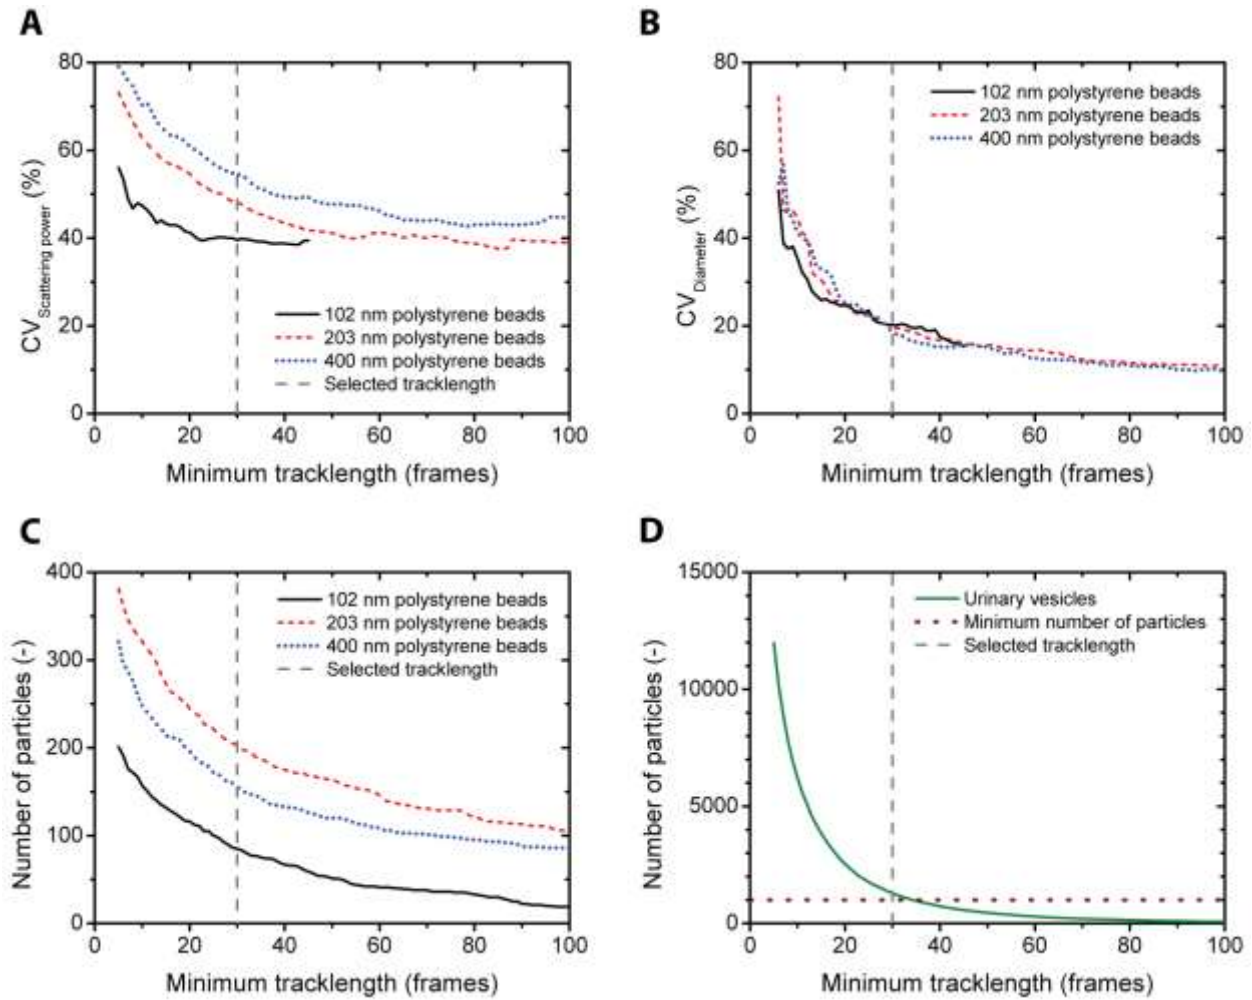 A
80
60
40
20
0
CV Scattering power (%)
102 nm polystyrene beads
203 nm polystyrene beads
400 nm polystyrene beads
Selected tracklength
0 20 40 60 80 100
Minimum tracklength (frames)
B
80
60
40
20
0
CV Diameter (%)
102 nm polystyrene beads
203 nm polystyrene beads
400 nm polystyrene beads
0 20 40 60 80 100
Minimum tracklength (frames)
C
400
300
200
100
0
Number of particles (-)
102 nm polystyrene beads
203 nm polystyrene beads
400 nm polystyrene beads
Selected tracklength
0 20 40 60 80 100
Minimum tracklength (frames)
D
15000
10000
5000
0
Number of particles (-)
Urinary vesicles
Minimum number of particles
Selected tracklength
0 20 40 60 80 100
Minimum tracklength (frames)